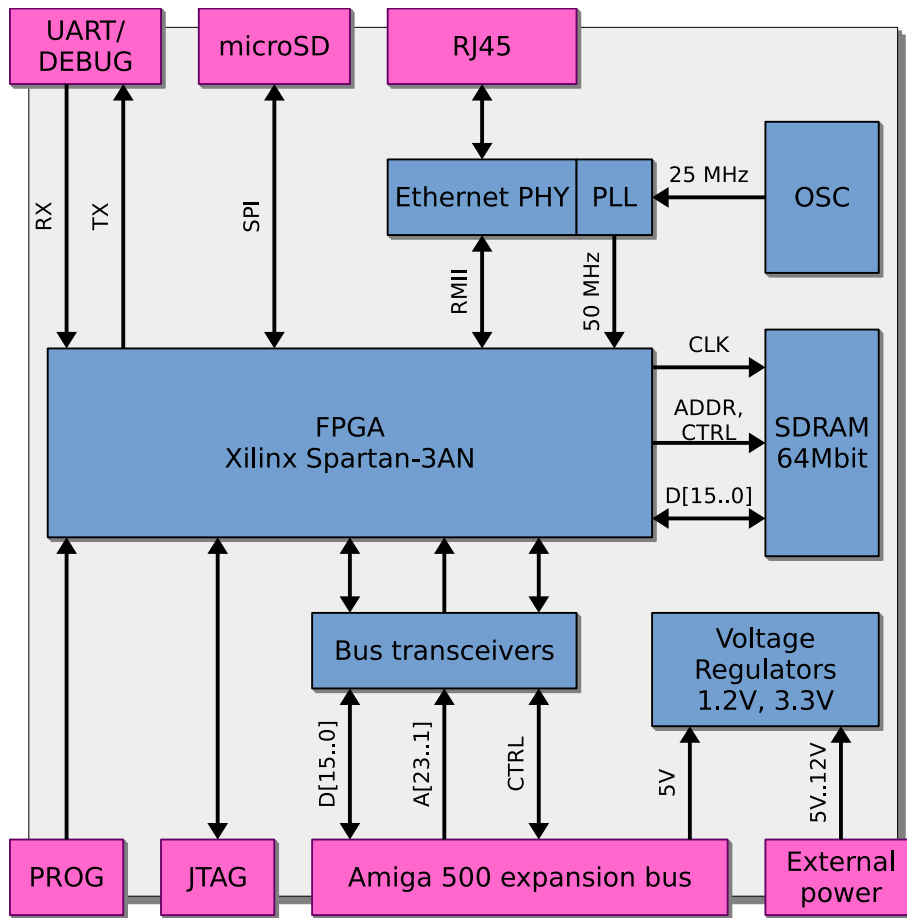 UART/
DEBUG
microSD
RJ45
Ethernet PHY
PLL
25 MHz
OSC
RX
TX
SPI
RMII
50 MHz
FPGA
Xilinx Spartan-3AN
CLK
ADDR,
CTRL
D[15..0]
SDRAM
64Mbit
Bus transceivers
Voltage
Regulators
1.2V, 3.3V
D[15..0]
A[23..1]
CTRL
5V
5V..12V
PROG
JTAG
Amiga 500 expansion bus
External
power